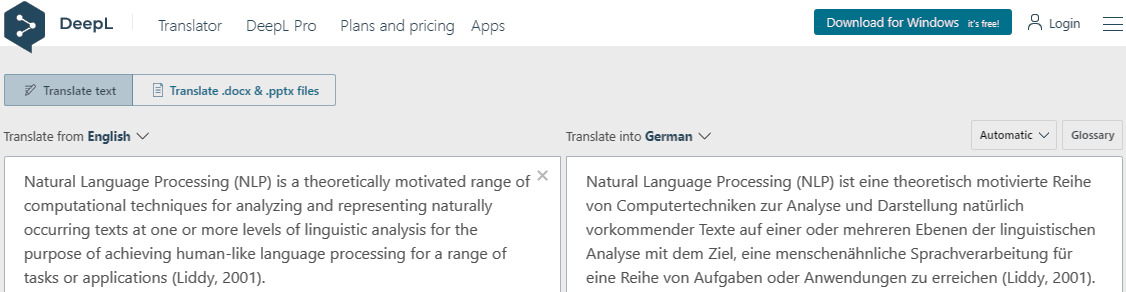 DeepL Translator DeepL Pro Plans and pricing Apps Download for Windows it's free! Login
Translate text Translate .docx & .pptx files
Translate from English
Translate into German Automatic Glossary
Natural Language Processing (NLP) is a theoretically motivated range of
computational techniques for analyzing and representing naturally
occurring texts at one or more levels of linguistic analysis for the
purpose of achieving human-like language processing for a range of
tasks or applications (Liddy, 2001).
Natural Language Processing (NLP) ist eine theoretisch motivierte Reihe
von Computertechniken zur Analyse und Darstellung natürlich
vorkommender Texte auf einer oder mehreren Ebenen der linguistischen
Analyse mit dem Ziel, eine menschenähnliche Sprachverarbeitung für
eine Reihe von Aufgaben oder Anwendungen zu erreichen (Liddy, 2001).